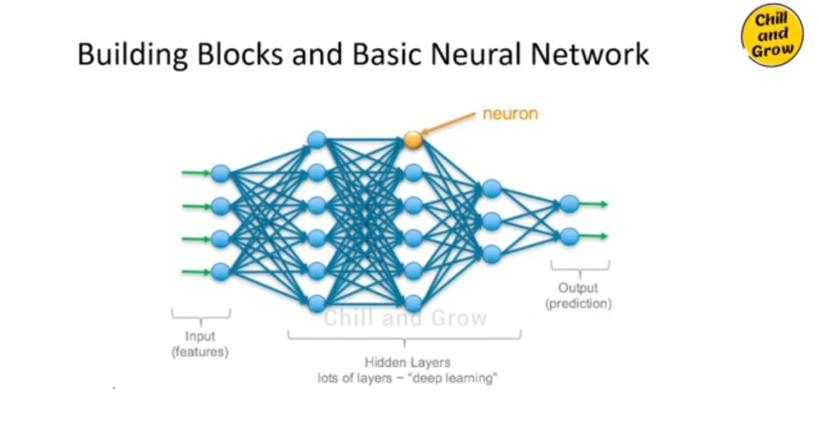 Chill
and
Grow
Building Blocks and Basic Neural Network
neuron
Chill and Grow
Output
(prediction)
Input
(features)
Hidden Layers
lots of layers ~ “deep learning”